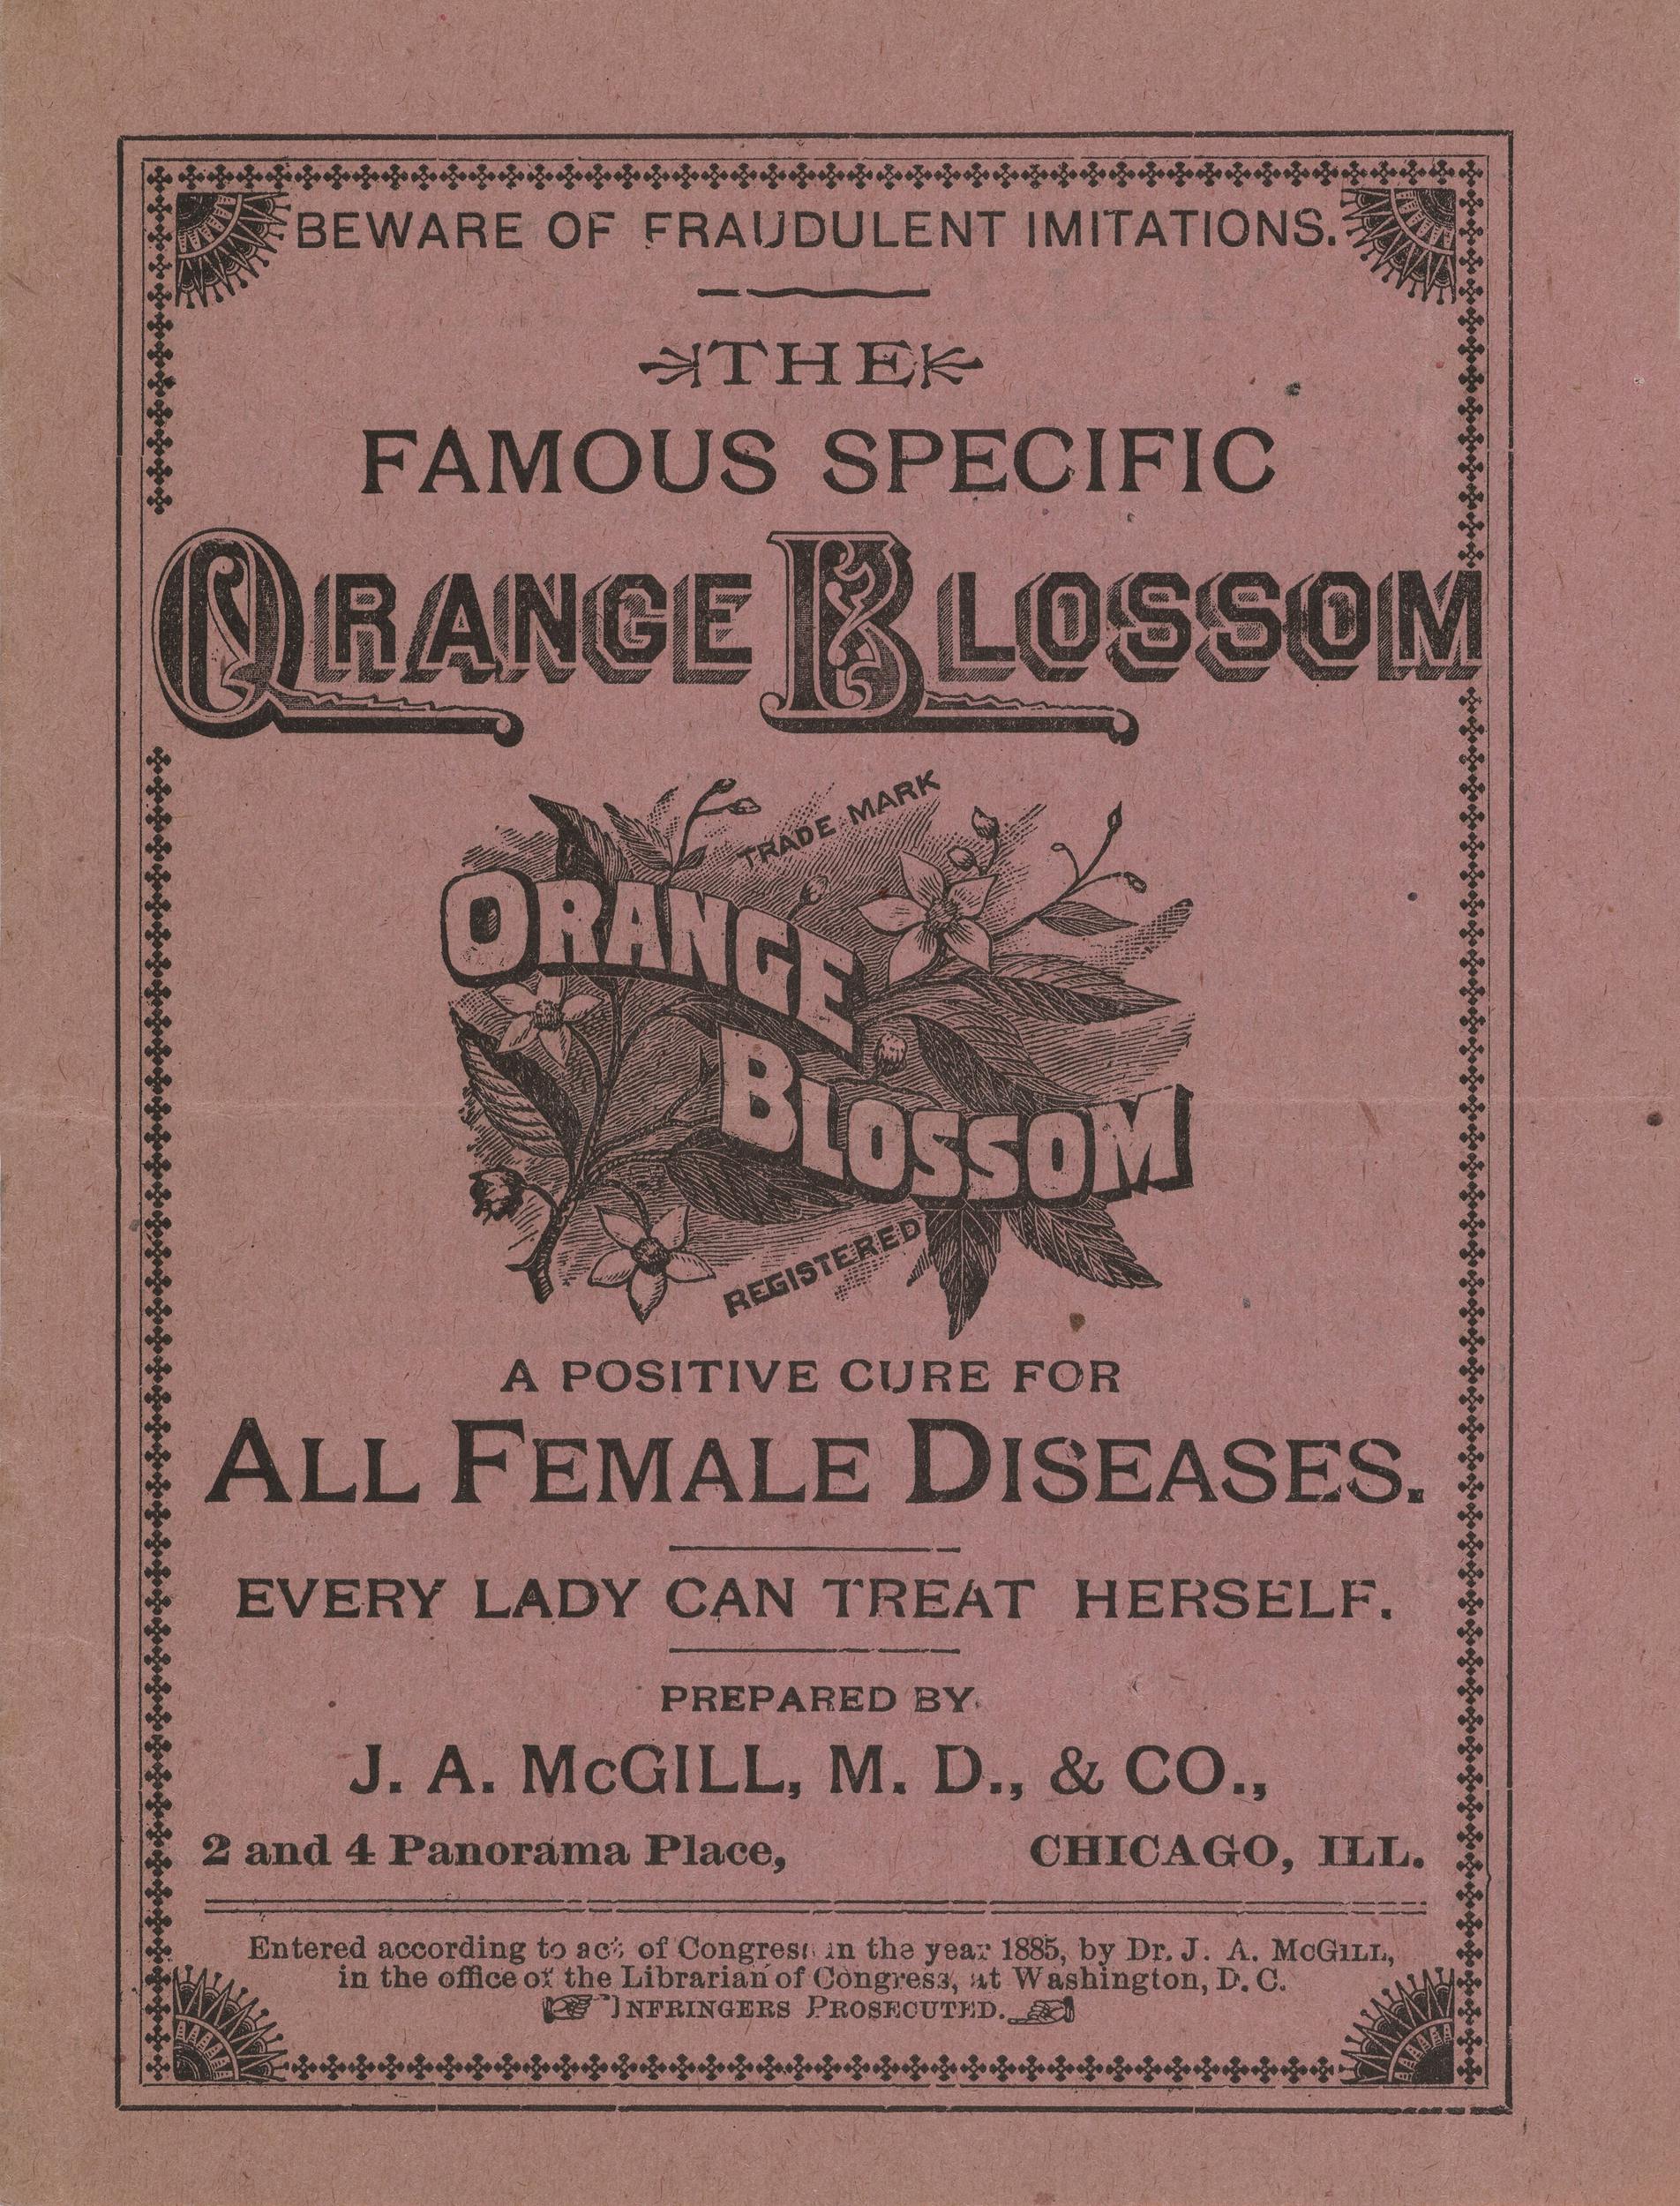 BEWARE OF FRAUDULENT IMITATIONS.
THE
FAMOUS SPECIFIC
ORANGE BLOSSOM
TRADE MARK
ORANGE
BLOSSOM
REGISTERED
A POSITIVE CURE FOR
ALL FEMALE DISEASES.
EVERY LADY CAN TREAT HERSELF.
PREPARED BY
J. A. McGILL, M. D., & CO.,
2 and 4 Panorama Place, CHICAGO, ILL.
Entered according to act of Congress in the year 1885, by Dr. J. A. McGILL,
in the office of the Librarian of Congress, at Washington, D. C.
INFRINGERS PROSECUTED.